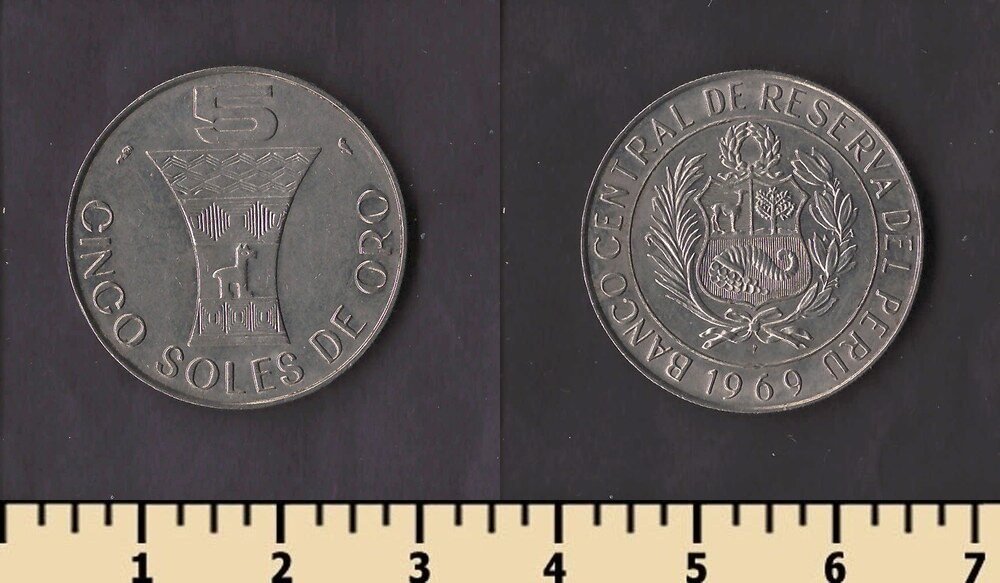 5
CINCO SOLES DE ORO
BANCO CENTRAL DE RESERVA DEL PERU
1969
1 2 3 4 5 6 7